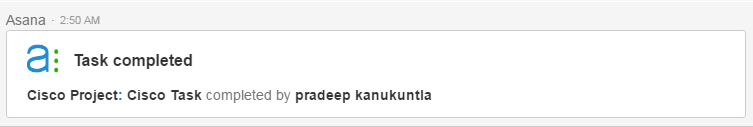 Asana · 2:50 AM
a:
Task completed
Cisco Project: Cisco Task completed by pradeep kanukuntla